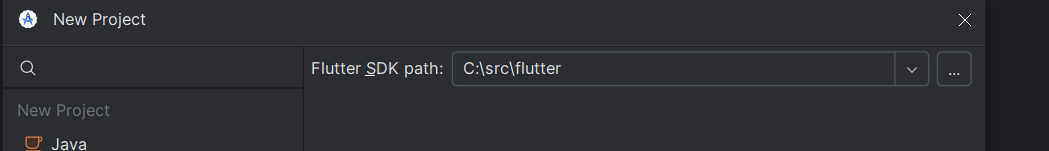 New Project
Flutter SDK path: C:\src\flutter ...
New Project
Java